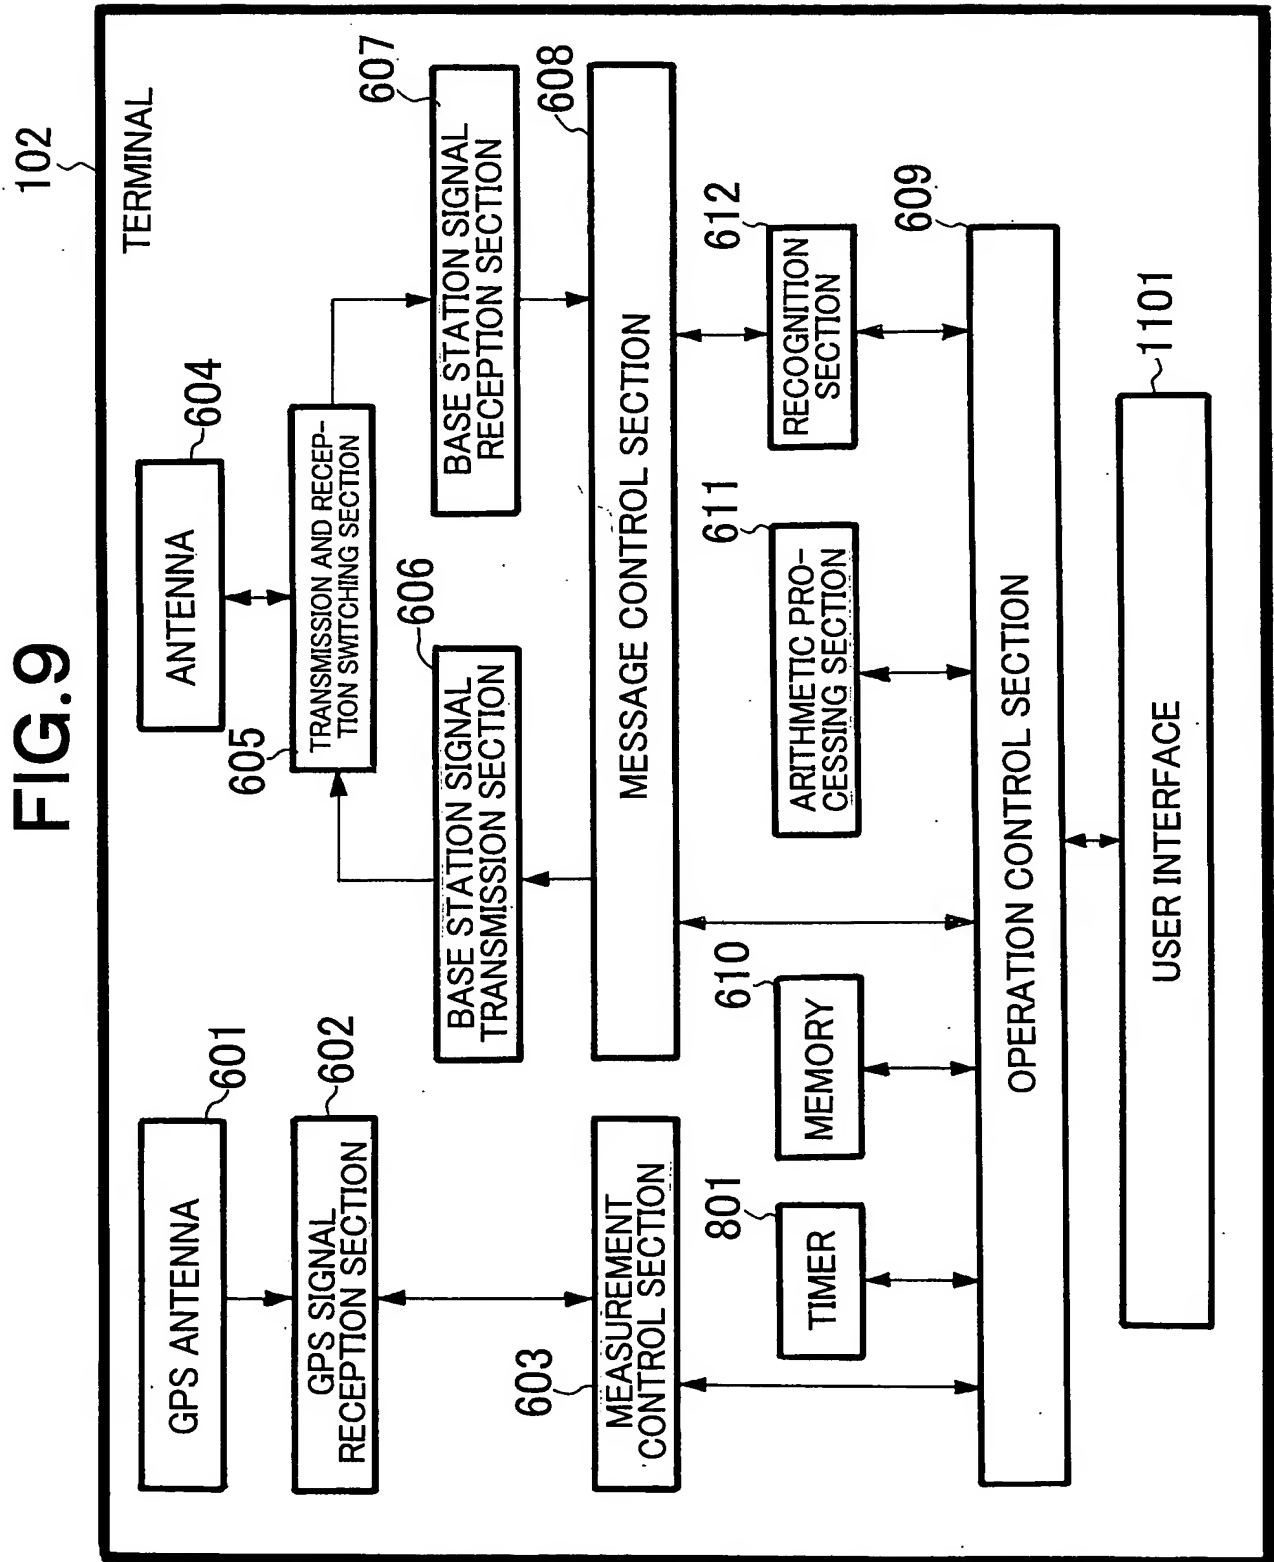 FIG.9
102
TERMINAL
GPS ANTENNA
601
GPS SIGNAL
RECEPTION SECTION
602
603
MEASUREMENT
CONTROL SECTION
ANTENNA
604
605
TRANSMISSION AND RECEP-
TION SWITCHING SECTION
BASE STATION SIGNAL
TRANSMISSION SECTION
606
BASE STATION SIGNAL
RECEPTION SECTION
607
MESSAGE CONTROL SECTION
608
TIMER
801
MEMORY
610
ARITHMETIC PRO-
CESSING SECTION
611
RECOGNITION
SECTION
612
OPERATION CONTROL SECTION
609
USER INTERFACE
1101